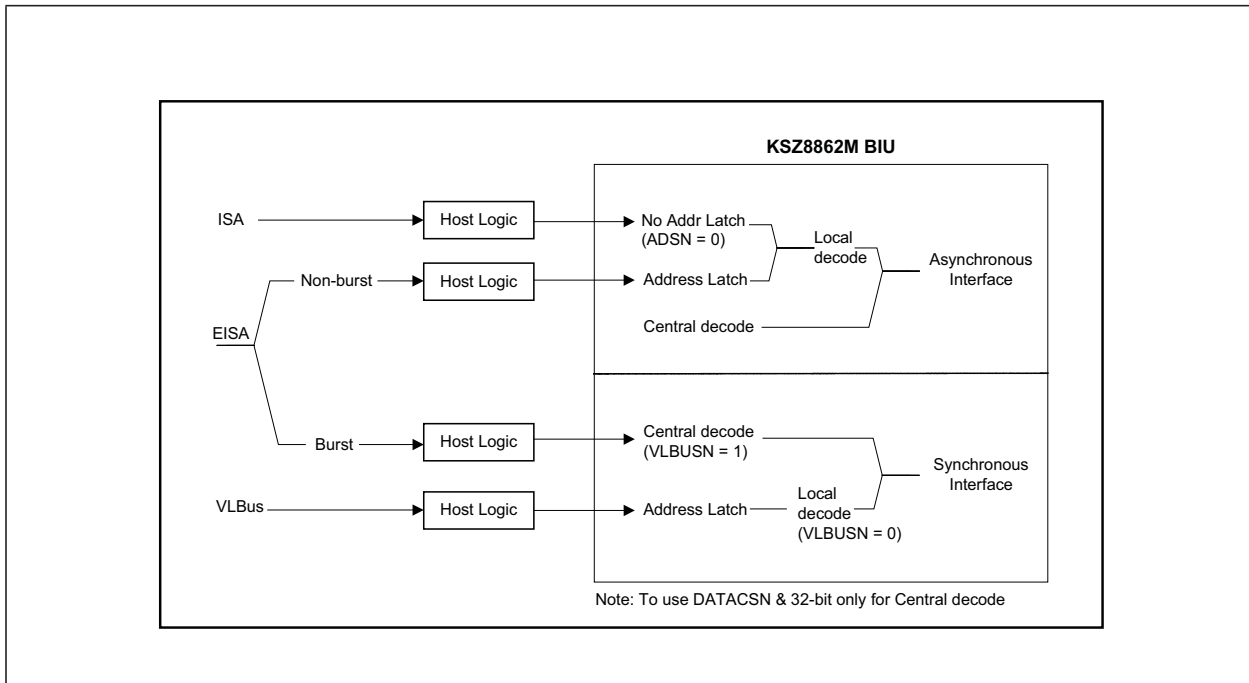 KSZ8862M BIU
ISA
Host Logic
No Addr Latch
(ADSN = 0)
Local
decode
Asynchronous
Interface
Non-burst
Host Logic
Address Latch
EISA
Central decode
Burst
Host Logic
Central decode
(VLBUSN = 1)
Synchronous
Interface
VLBus
Host Logic
Address Latch
Local
decode
(VLBUSN = 0)
Note: To use DATACSN & 32-bit only for Central decode